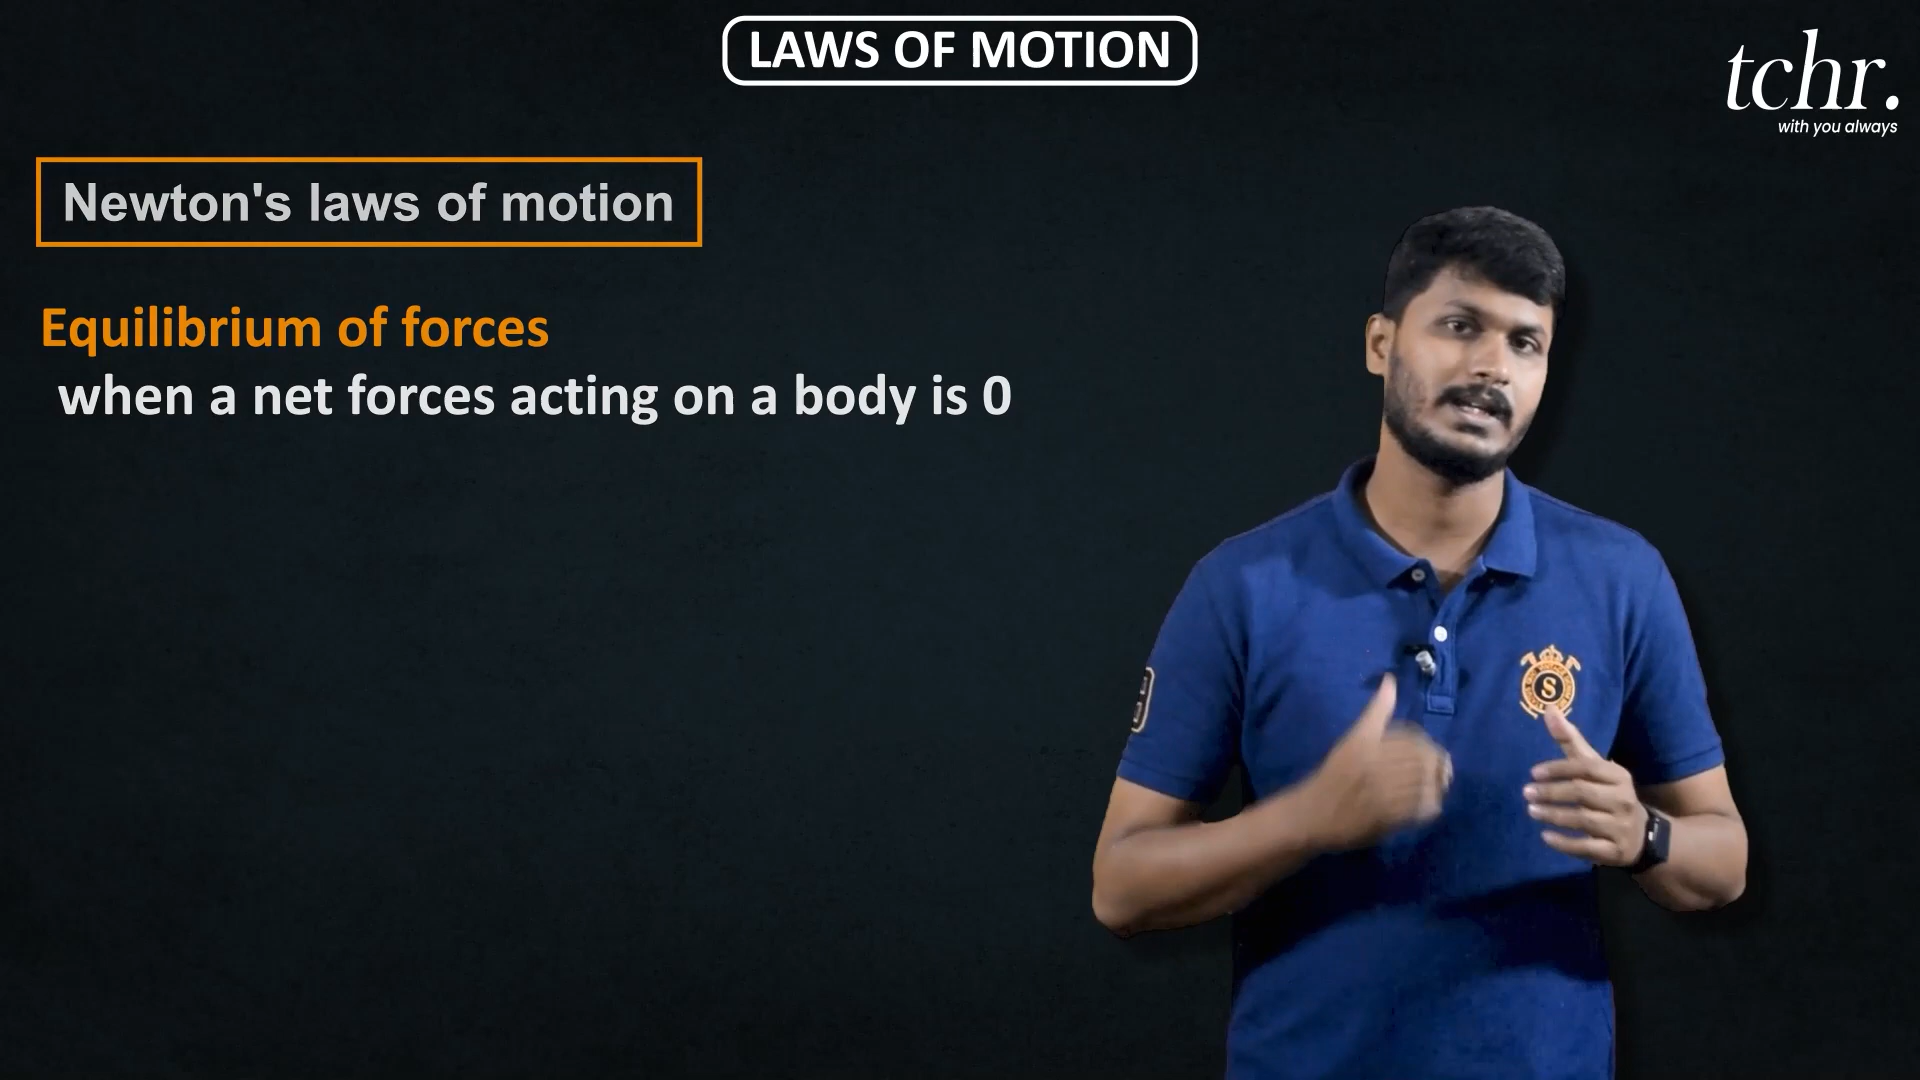 LAWS OF MOTION
tchr.
with you always
Newton's laws of motion
Equilibrium of forces
when a net forces acting on a body is 0
S